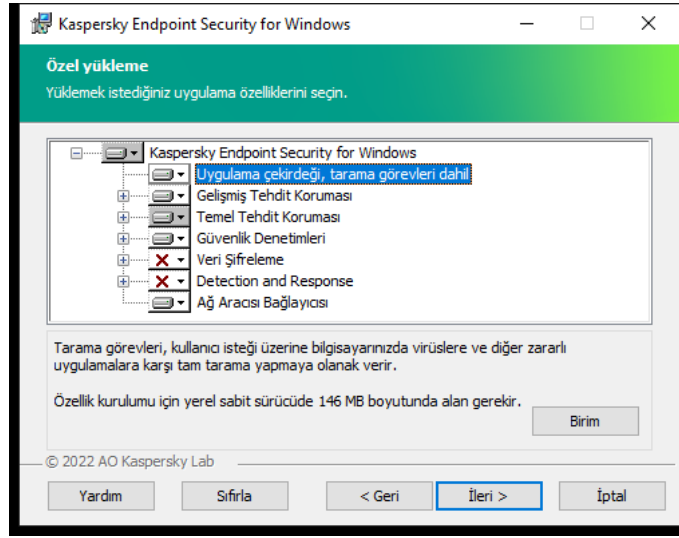 Kaspersky Endpoint Security for Windows
Özel yükleme
Yüklemek istediğiniz uygulama özelliklerini seçin.
Kaspersky Endpoint Security for Windows
Uygulama çekirdeği, tarama görevleri dahil
Gelişmiş Tehdit Koruması
Temel Tehdit Koruması
Güvenlik Denetimleri
Veri Şifreleme
Detection and Response
Ağ Aracısı Bağlayıcısı
Tarama görevleri, kullanıcı isteği üzerine bilgisayarınızda virüslere ve diğer zararlı
uygulamalara karşı tam tarama yapmaya olanak verir.
Özellik kurulumu için yerel sabit sürücüde 146 MB boyutunda alan gerekir.
Birim
© 2022 AO Kaspersky Lab
Yardım Sıfırla < Geri İleri > İptal